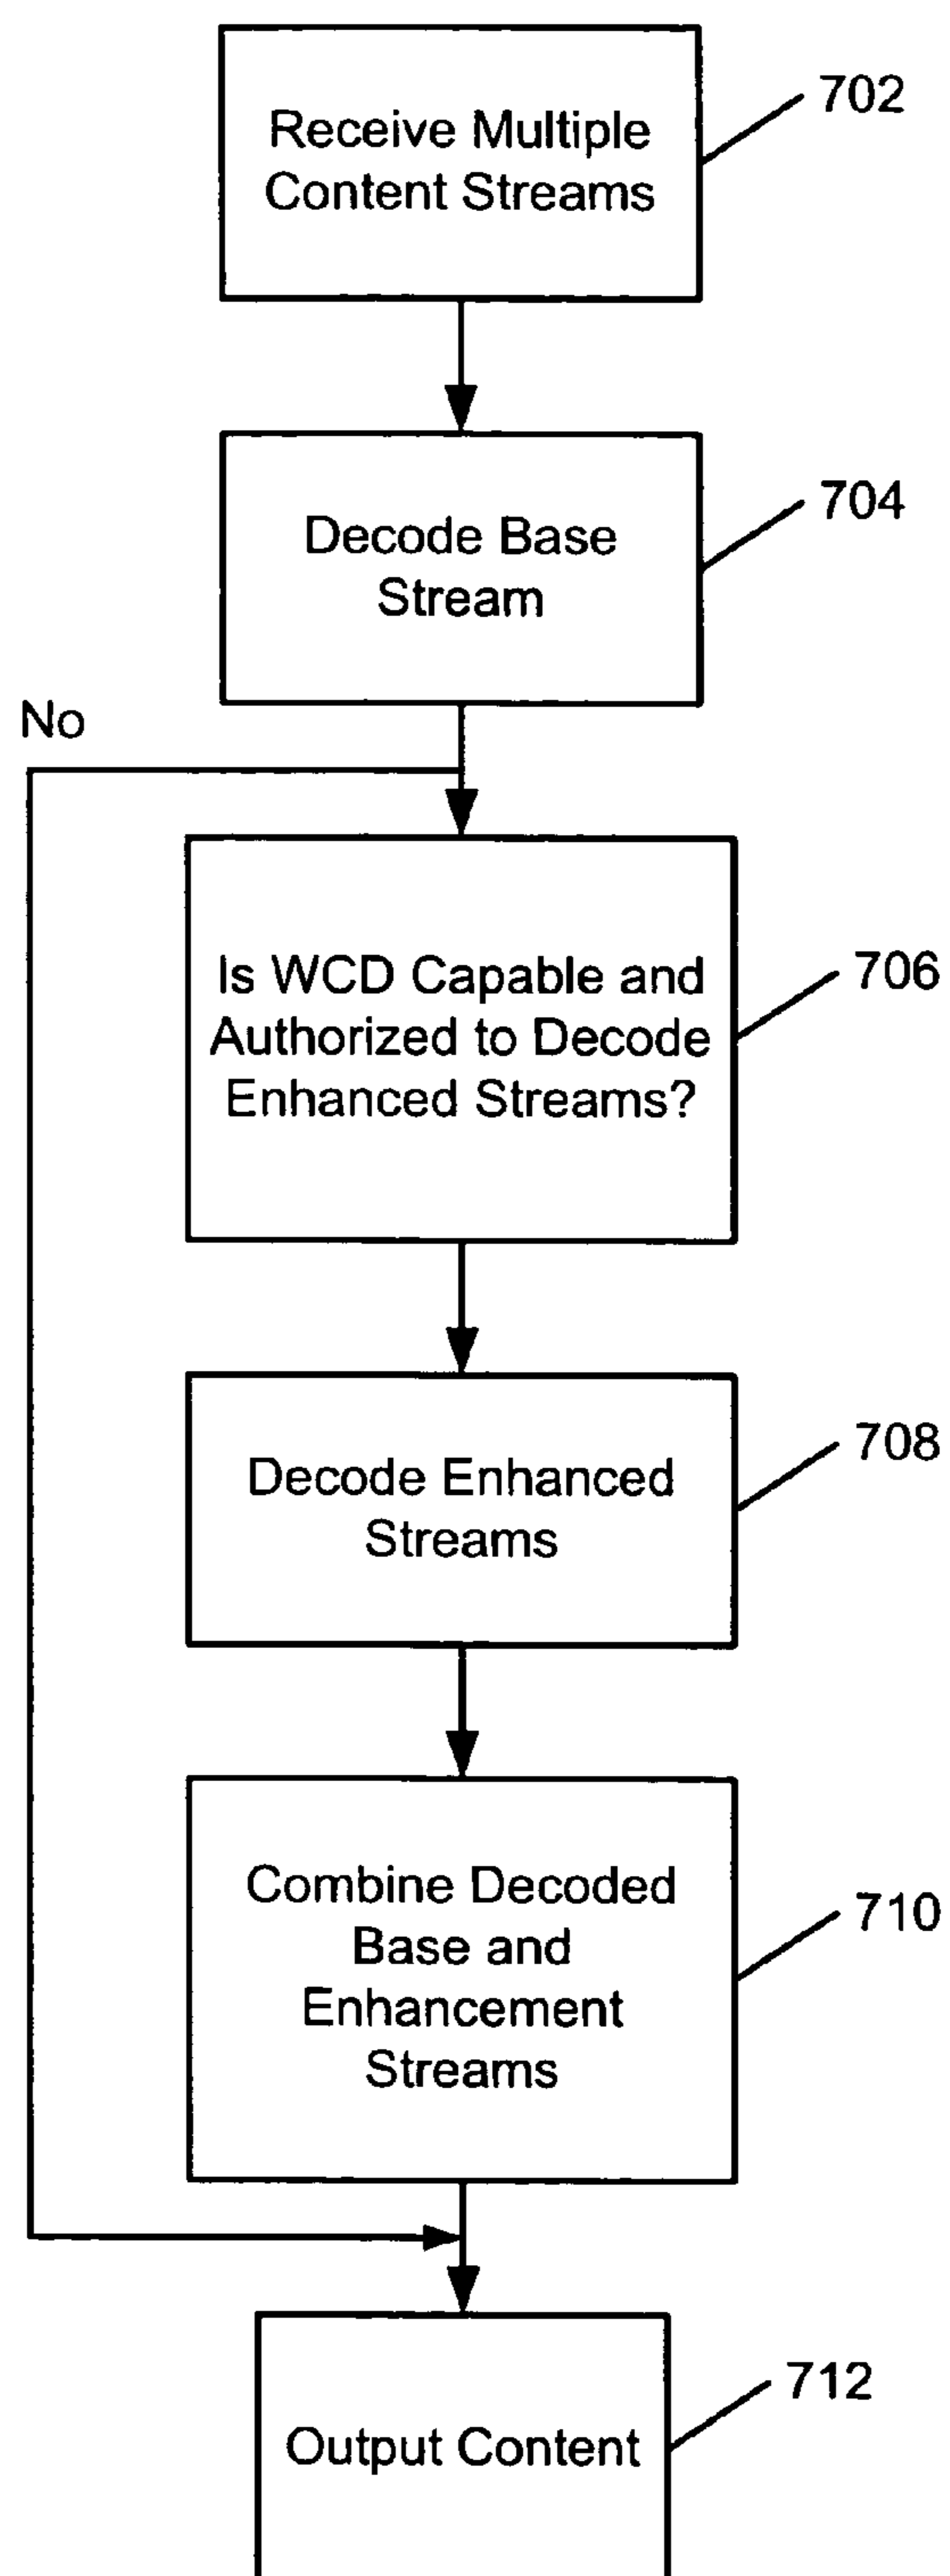 Receive Multiple
Content Streams
702
Decode Base
Stream
704
No
Is WCD Capable and
Authorized to Decode
Enhanced Streams?
706
Decode Enhanced
Streams
708
Combine Decoded
Base and
Enhancement
Streams
710
Output Content
712